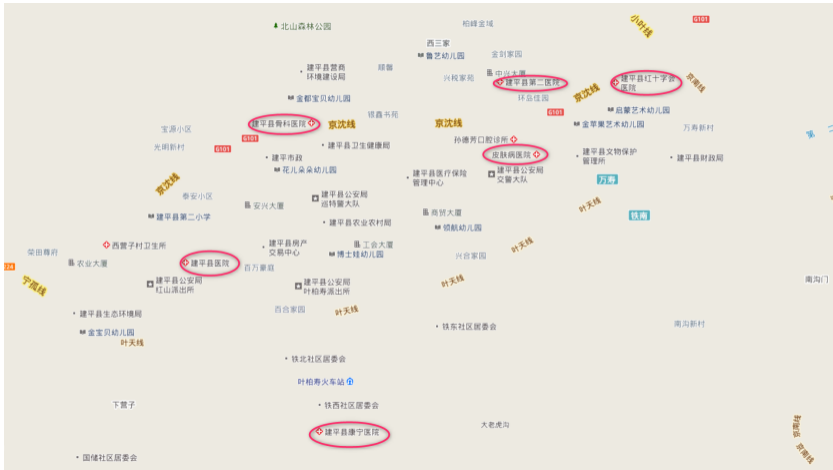 北山森林公园
柏峰金域
小叶线
G101
西三家
鲁艺幼儿园
金剑家园
建平县营商
环境建设局
颐馨
兴税家苑
中兴大厦
建平县第二医院
建平县红十字会
医院
京南线
金都宝贝幼儿园
环岛佳园
京沈线
银鑫书苑
G101
启蒙艺术幼儿园
建平县骨科医院
京沈线
京沈线
金苹果艺术幼儿园
万寿新村
宝源小区
G101
孙德芳口腔诊所
光明新村
G101
建平县卫生健康局
皮肤病医院
建平县文物保护
管理所
建平县财政局
建平市政
花儿朵朵幼儿园
建平县医疗保险
管理中心
建平县公安局
交警大队
万寿
京沈线
泰安小区
建平县公安局
巡特警大队
安兴大厦
叶天线
铁南
建平县第二小学
商贸大厦
建平县农业农村局
领航幼儿园
西营子村卫生所
建平县房产
交易中心
工会大厦
叶天线
荣田尊府
农业大厦
建平县医院
百万豪庭
博士娃幼儿园
兴合家园
宁孤线
建平县公安局
红山派出所
建平县公安局
叶柏寿派出所
叶天线
南沟门
建平县生态环境局
百合家园
叶天线
金宝贝幼儿园
铁东社区居委会
南沟新村
叶天线
铁北社区居委会
叶柏寿火车站
下营子
铁西社区居委会
建平县康宁医院
大老虎沟
京南线
国储社区居委会
京南线